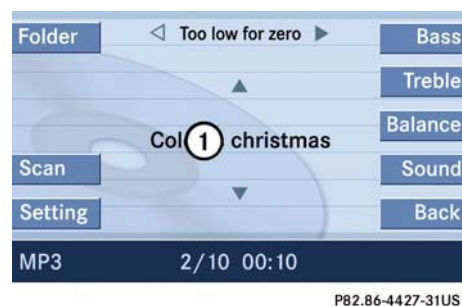 Folder
Too low for zero
Bass
Treble
Col 1 christmas
Balance
Scan
Sound
Setting
Back
MP3 2/10 00:10
P82.86-4427-31US